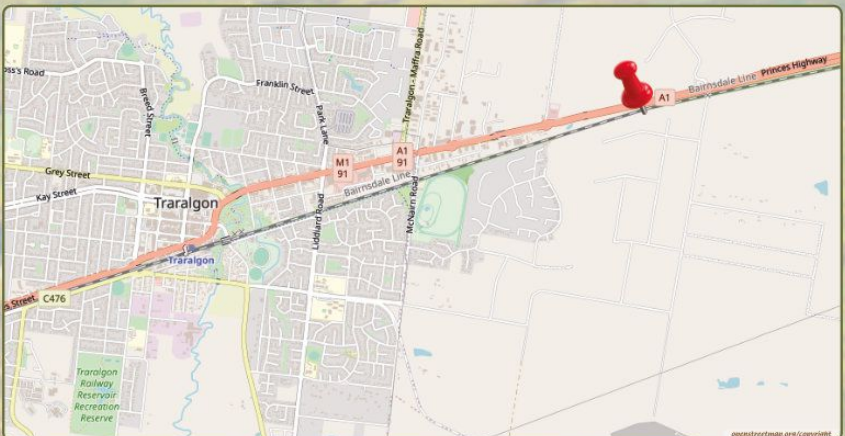 oss's Road
Breed Street
Franklin Street
Park Lane
Traralgon - Maffra Road
Bairnsdale Line
Princes Highway
A1
M1
91
A1
91
Grey Street
Kay Street
Traralgon
Bairnsdale Line
Liddiard Road
McNairn Road
Traralgon
s Street
C476
Traralgon
Railway
Reservoir
Recreation
Reserve
openstreetmap.org/copyright